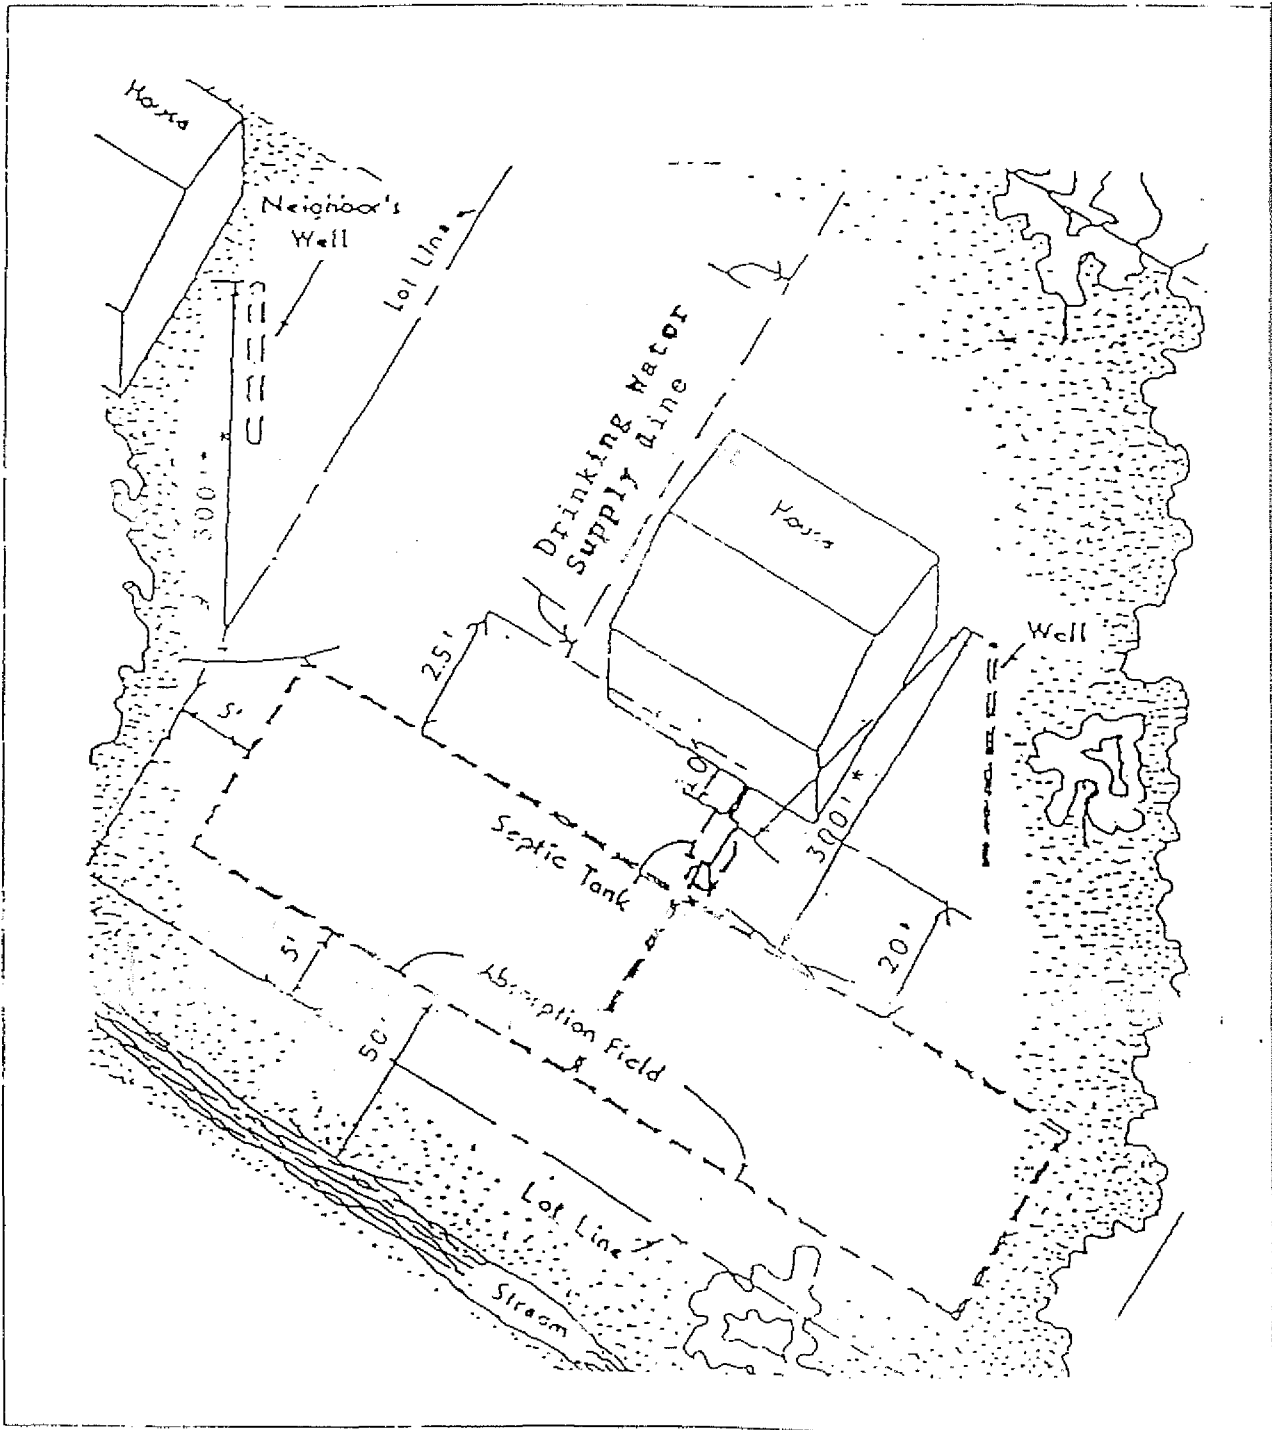 House
Neighbor's
Well
Lot Line
300'*
Drinking Water
Supply Line
House
Well
25'
5'
10'
300'*
Septic Tank
20'
5'
Absorption Field
50'
Lot Line
Stream